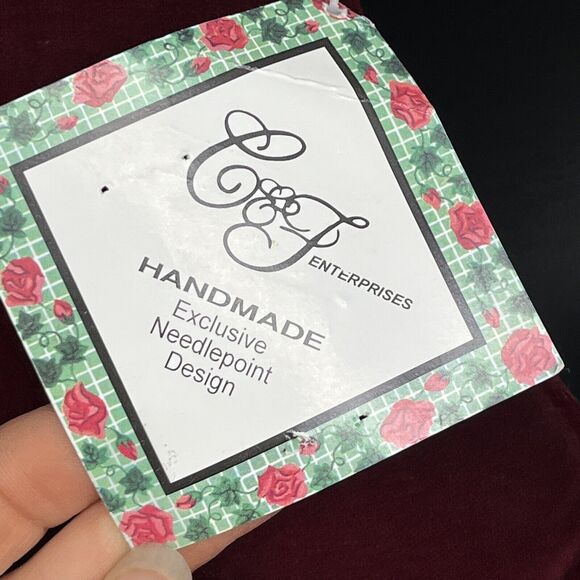 C & F
ENTERPRISES
HANDMADE
Exclusive
Needlepoint
Design